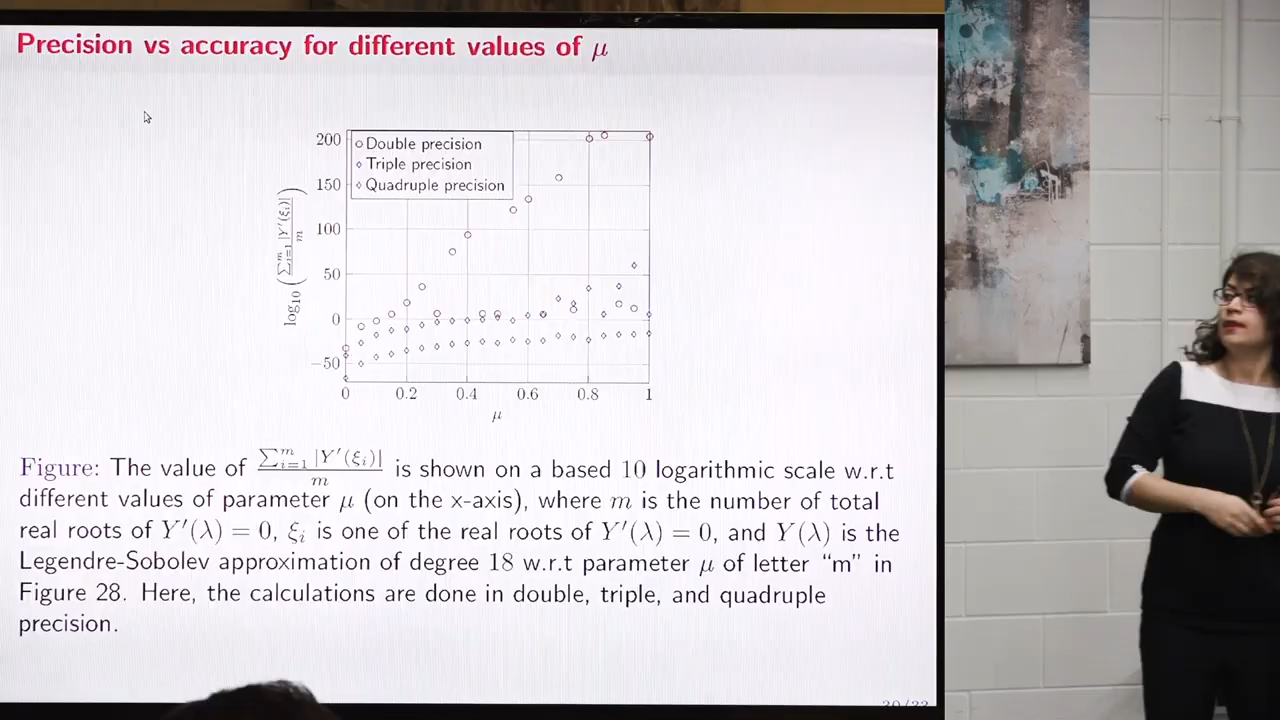 Precision vs accuracy for different values of μ
200
150
100
50
0
−50
0 0.2 0.4 0.6 0.8 1
μ
log₁₀ ( ∑ᵢ₌₁ᵐ |Y′(ξᵢ)| / m )
Double precision
Triple precision
Quadruple precision
Figure: The value of ∑ᵢ₌₁ᵐ |Y′(ξᵢ)| / m is shown on a based 10 logarithmic scale w.r.t
different values of parameter μ (on the x-axis), where m is the number of total
real roots of Y′(λ) = 0, ξᵢ is one of the real roots of Y′(λ) = 0, and Y(λ) is the
Legendre-Sobolev approximation of degree 18 w.r.t parameter μ of letter “m” in
Figure 28. Here, the calculations are done in double, triple, and quadruple
precision.